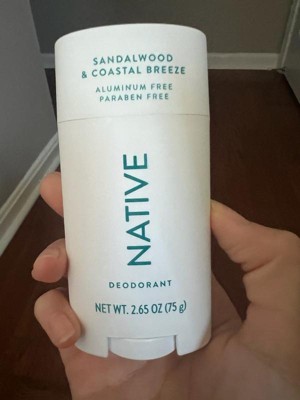 SANDALWOOD
& COASTAL BREEZE
ALUMINUM FREE
PARABEN FREE
NATIVE
DEODORANT
NET WT. 2.65 OZ (75 g)